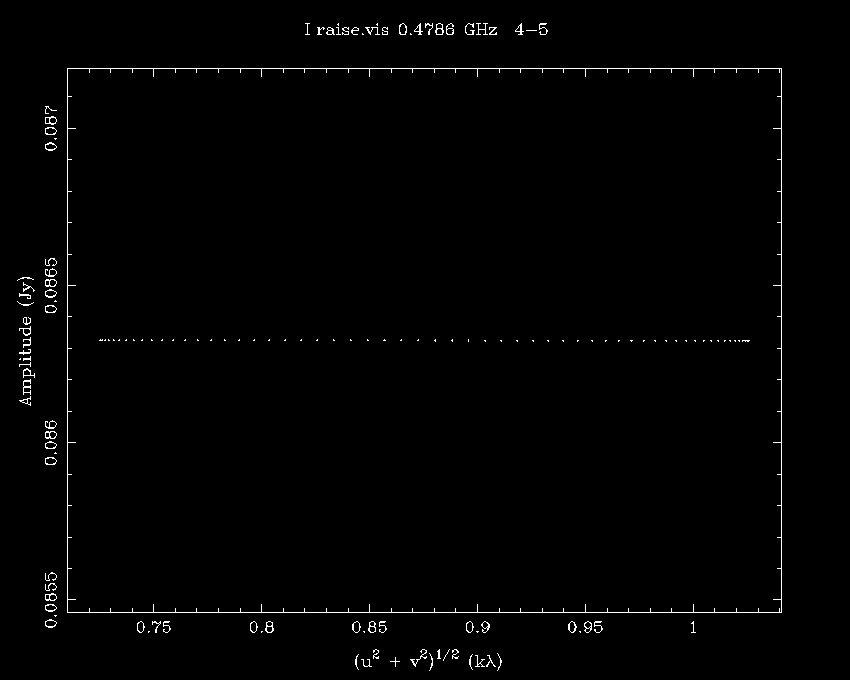 I raise.vis 0.4786 GHz 4−5
0.087
0.0865
0.086
0.0855
Amplitude (Jy)
0.75 0.8 0.85 0.9 0.95 1
(u² + v²)¹/² (kλ)